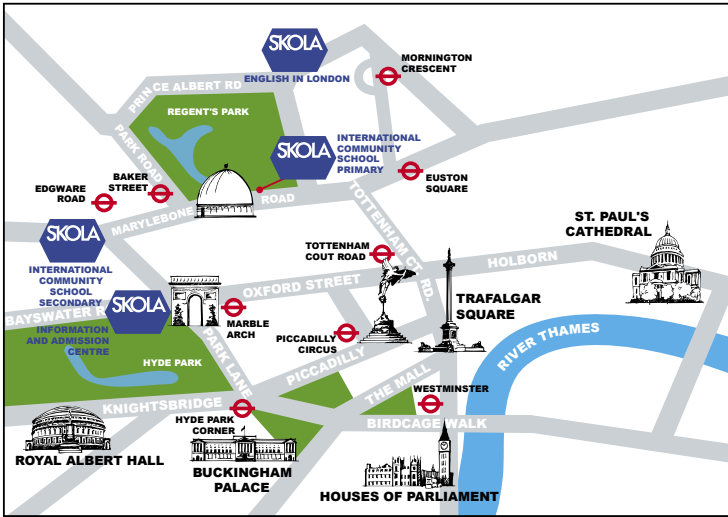 SKOLA
ENGLISH IN LONDON
MORNINGTON
CRESCENT
PRINCE ALBERT RD
REGENT'S PARK
PARK ROAD
SKOLA
INTERNATIONAL
COMMUNITY
SCHOOL
PRIMARY
EUSTON
SQUARE
BAKER
STREET
EDGWARE
ROAD
MARYLEBONE ROAD
TOTTENHAM CT. RD.
ST. PAUL'S
CATHEDRAL
SKOLA
INTERNATIONAL
COMMUNITY
SCHOOL
SECONDARY
TOTTENHAM
COUT ROAD
HOLBORN
OXFORD STREET
TRAFALGAR
SQUARE
SKOLA
BAYSWATER R
INFORMATION
AND ADMISSION
CENTRE
MARBLE
ARCH
PICCADILLY
CIRCUS
RIVER THAMES
HYDE PARK
PARK LANE
PICCADILLY
THE MALL
WESTMINSTER
KNIGHTSBRIDGE
HYDE PARK
CORNER
BIRDCAGE WALK
ROYAL ALBERT HALL
BUCKINGHAM
PALACE
HOUSES OF PARLIAMENT